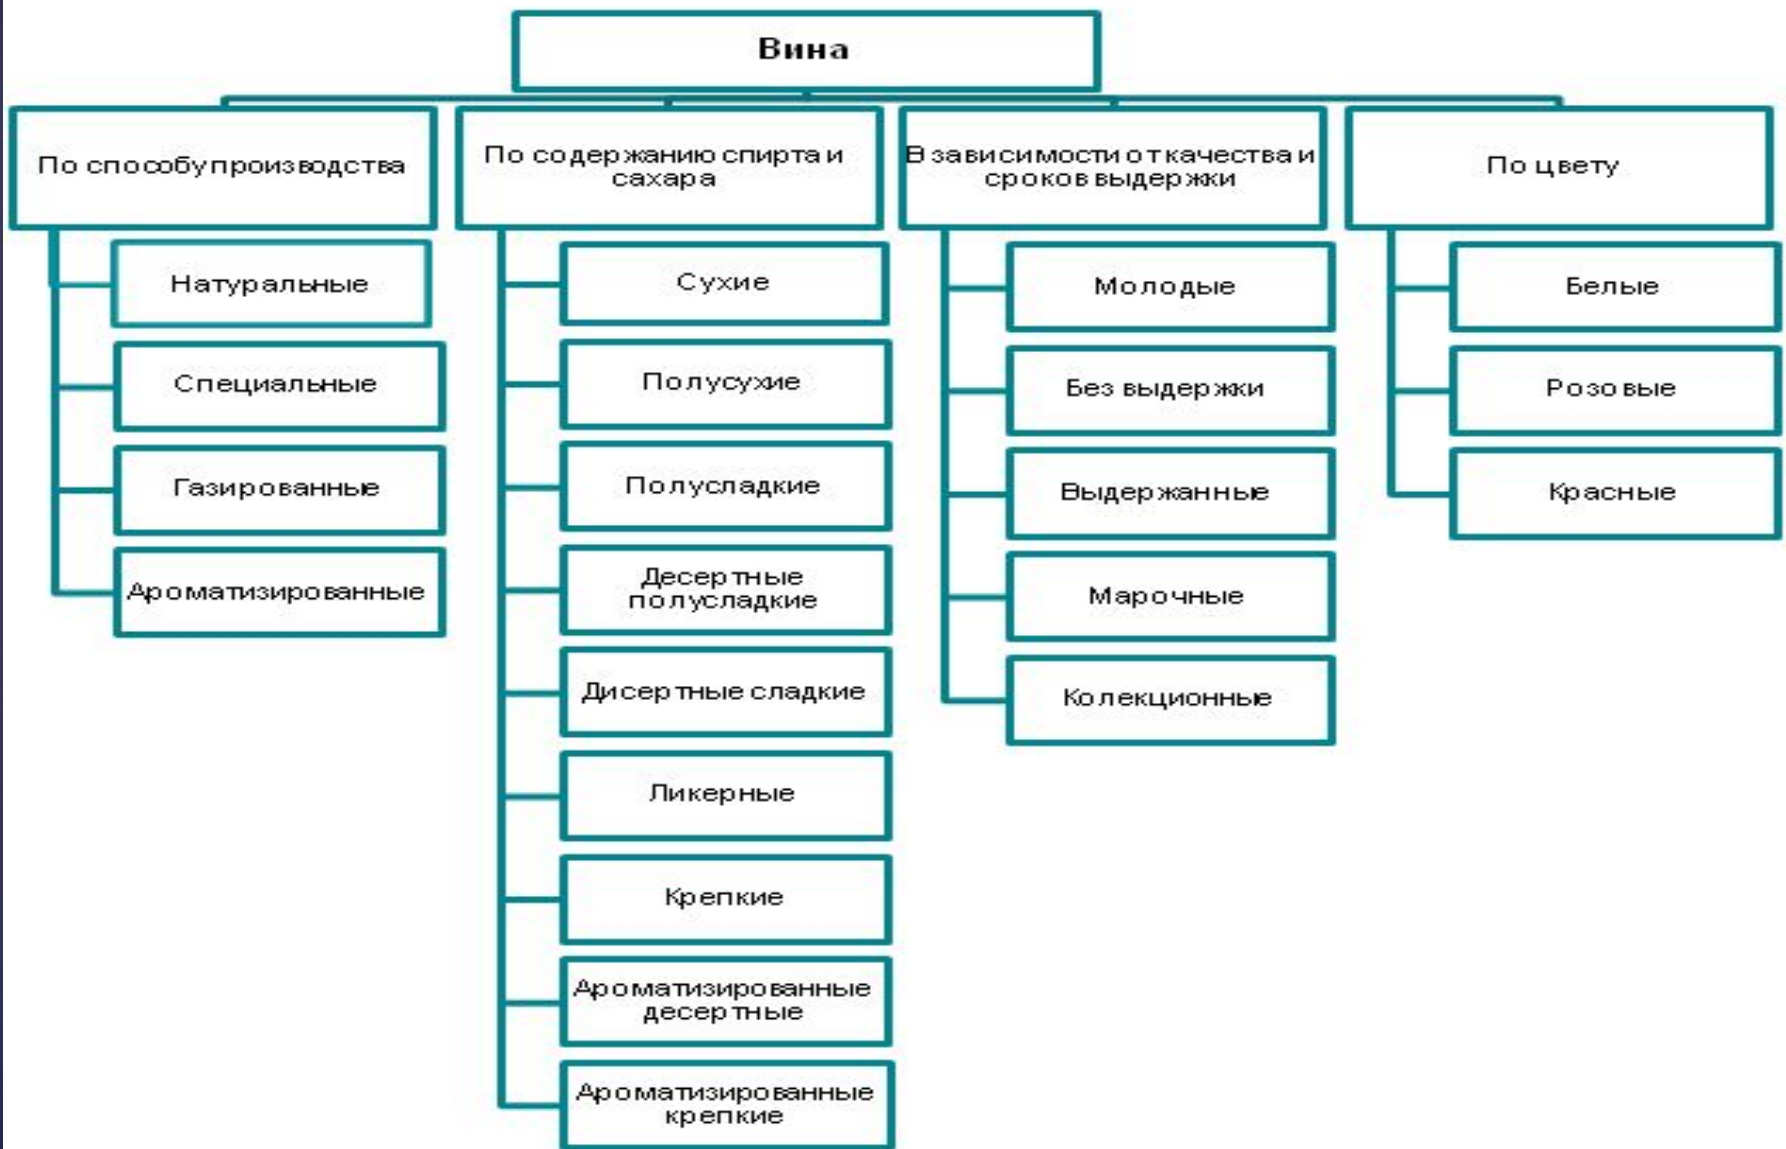 Вина
По способу производства
Натуральные
Специальные
Газированные
Ароматизированные
По содержанию спирта и
сахара
Сухие
Полусухие
Полусладкие
Десертные
полусладкие
Дисертные сладкие
Ликерные
Крепкие
Ароматизированные
десертные
Ароматизированные
крепкие
В зависимости от качества и
сроков выдержки
Молодые
Без выдержки
Выдержанные
Марочные
Колекционные
По цвету
Белые
Розовые
Красные